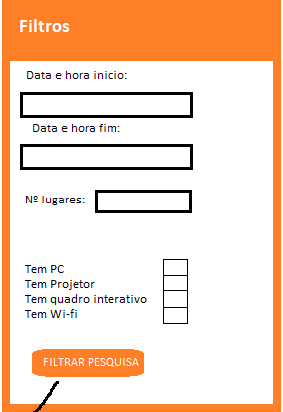 Filtros
Data e hora inicio:
Data e hora fim:
Nº lugares:
Tem PC
Tem Projetor
Tem quadro interativo
Tem Wi-fi
FILTRAR PESQUISA